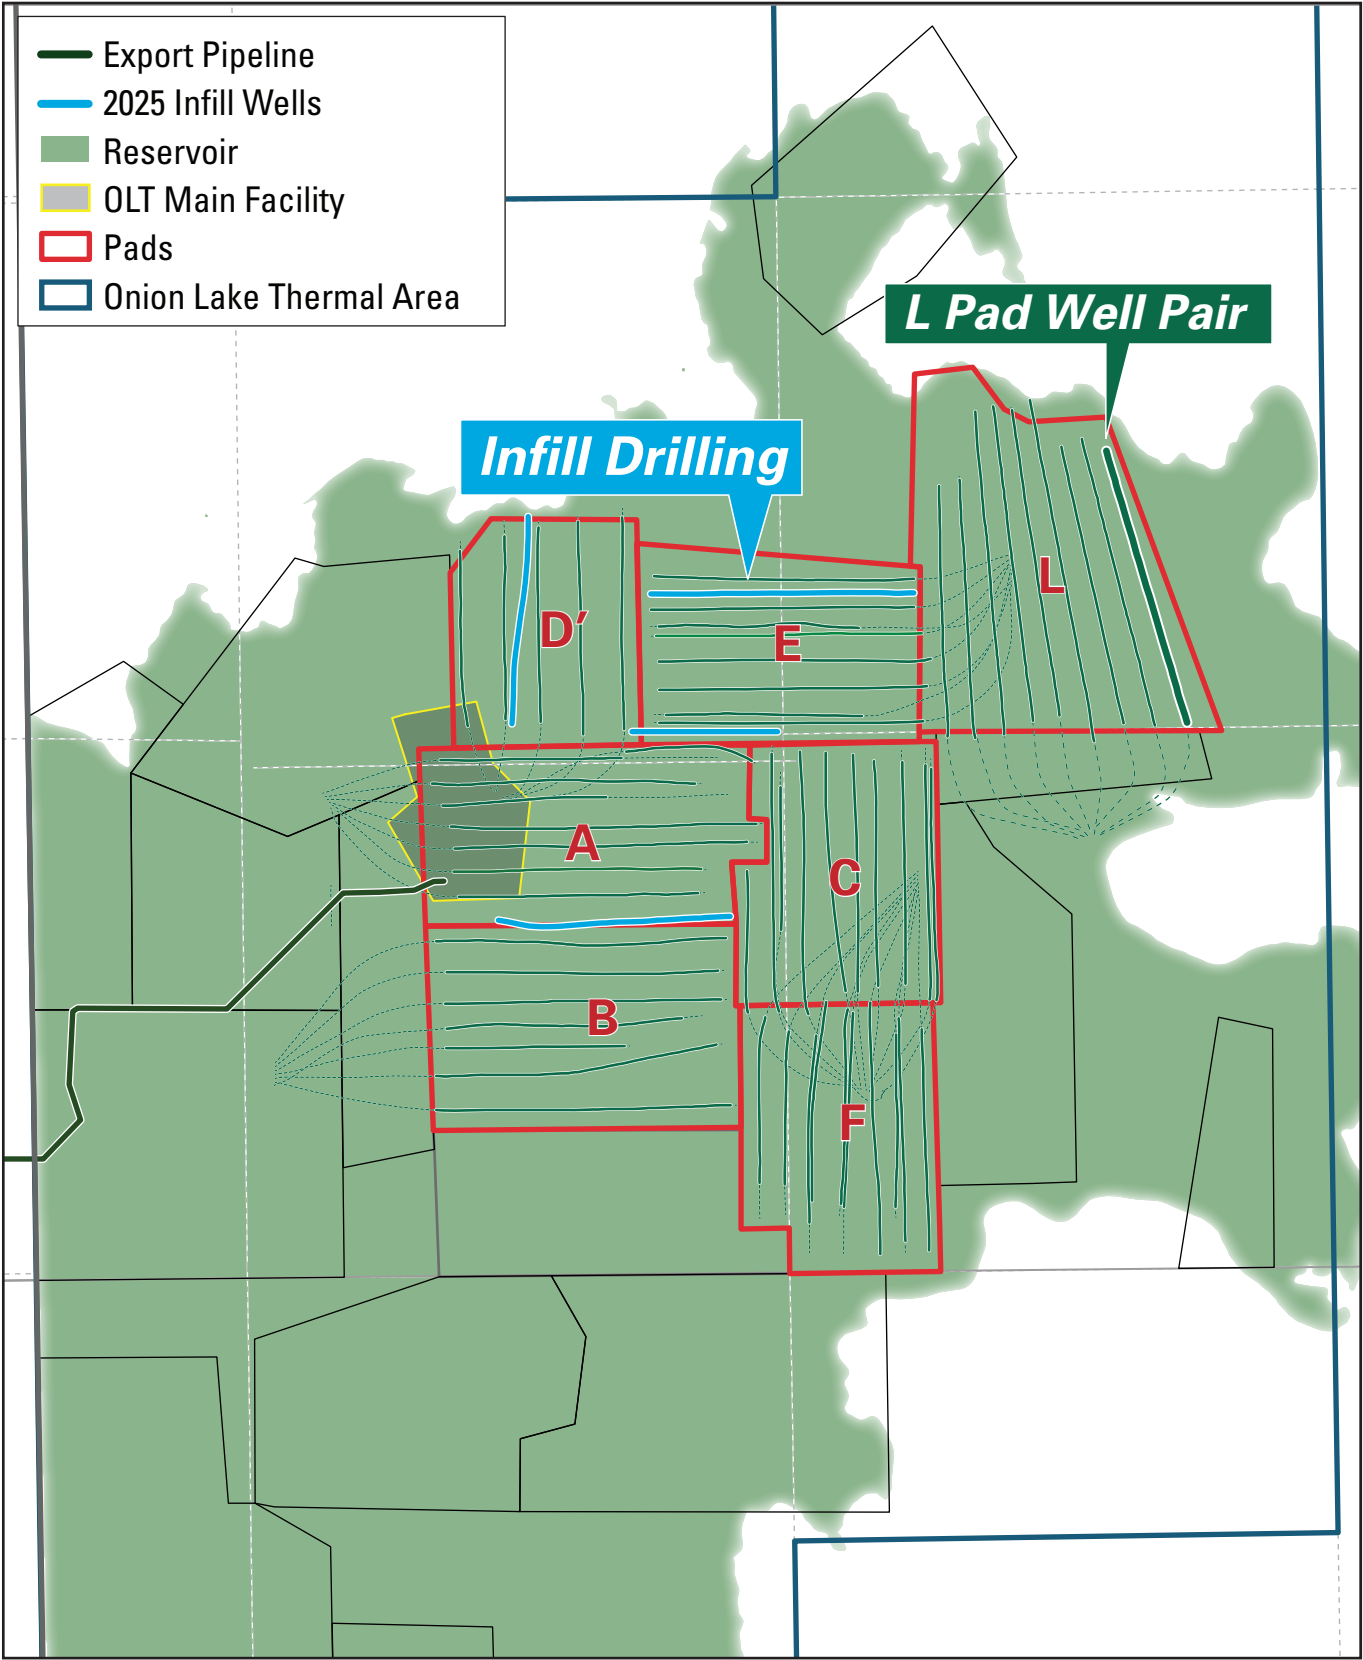 Export Pipeline
2025 Infill Wells
Reservoir
OLT Main Facility
Pads
Onion Lake Thermal Area
L Pad Well Pair
Infill Drilling
L
D′
E
A
C
B
F